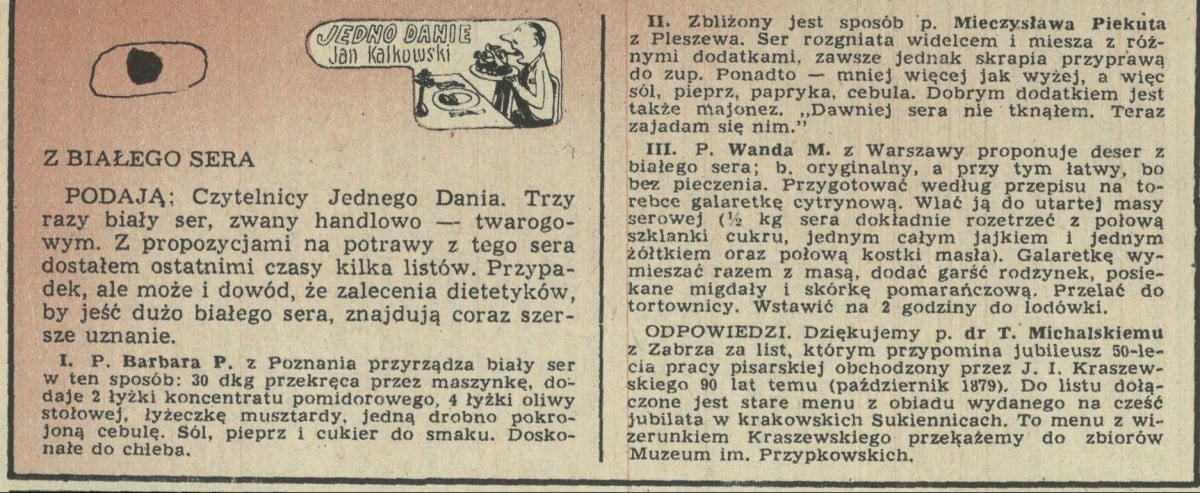 JEDNO DANIE
Jan Kalkowski
Z BIAŁEGO SERA
PODAJĄ: Czytelnicy Jednego Dania. Trzy
razy biały ser, zwany handlowo — twarogo-
wym. Z propozycjami na potrawy z tego sera
dostałem ostatnimi czasy kilka listów. Przypa-
dek, ale może i dowód, że zalecenia dietetyków,
by jeść dużo białego sera, znajdują coraz szer-
sze uznanie.
I. P. Barbara P. z Poznania przyrządza biały ser
w ten sposób: 30 dkg przekręca przez maszynkę, do-
daje 2 łyżki koncentratu pomidorowego, 4 łyżki oliwy
stołowej, łyżeczkę musztardy, jedną drobno pokro-
joną cebulę. Sól, pieprz i cukier do smaku. Dosko-
nałe do chleba.
II. Zbliżony jest sposób p. Mieczysława Piekuta
z Pleszewa. Ser rozgniata widelcem i miesza z róż-
nymi dodatkami, zawsze jednak skrapia przyprawą
do zup. Ponadto — mniej więcej jak wyżej, a więc
sól, pieprz, papryka, cebula. Dobrym dodatkiem jest
także majonez. „Dawniej sera nie tknąłem. Teraz
zajadam się nim.”
III. P. Wanda M. z Warszawy proponuje deser z
białego sera; b. oryginalny, a przy tym łatwy, bo
bez pieczenia. Przygotować według przepisu na to-
rebce galaretkę cytrynową. Wlać ją do utartej masy
serowej (½ kg sera dokładnie rozetrzeć z połową
szklanki cukru, jednym całym jajkiem i jednym
żółtkiem oraz połową kostki masła). Galaretkę wy-
mieszać razem z masą, dodać garść rodzynek, posie-
kane migdały i skórkę pomarańczową. Przelać do
tortownicy. Wstawić na 2 godziny do lodówki.
ODPOWIEDZI. Dziękujemy p. dr T. Michalskiemu
z Zabrza za list, którym przypomina jubileusz 50-le-
cia pracy pisarskiej obchodzony przez J. I. Kraszew-
skiego 90 lat temu (październik 1879). Do listu dołą-
czone jest stare menu z obiadu wydanego na cześć
jubilata w krakowskich Sukiennicach. To menu z wi-
zerunkiem Kraszewskiego przekażemy do zbiorów
Muzeum im. Przypkowskich.